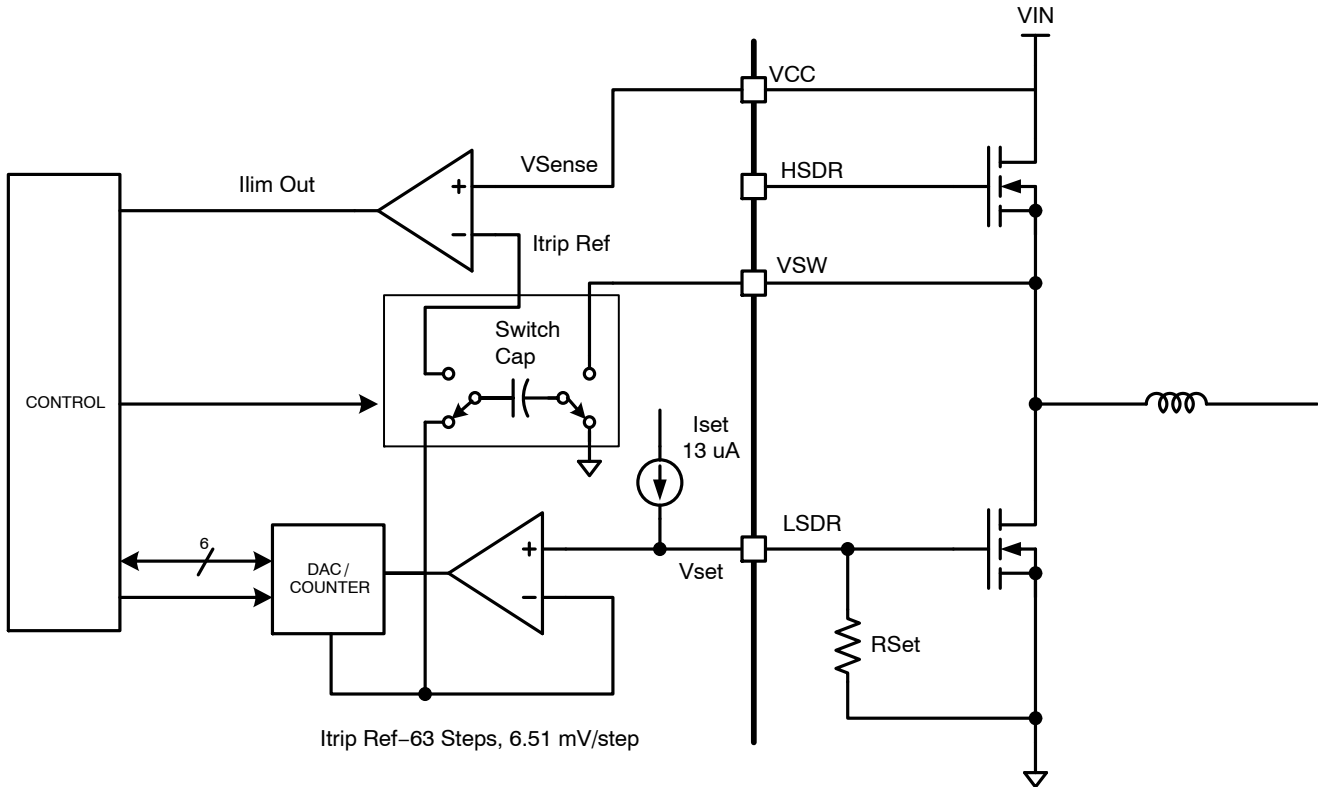 VIN
VCC
VSense
HSDR
Ilim Out
+
−
Itrip Ref
VSW
Switch
Cap
CONTROL
Iset
13 uA
LSDR
6
+
DAC/
COUNTER
Vset
−
RSet
Itrip Ref−63 Steps, 6.51 mV/step